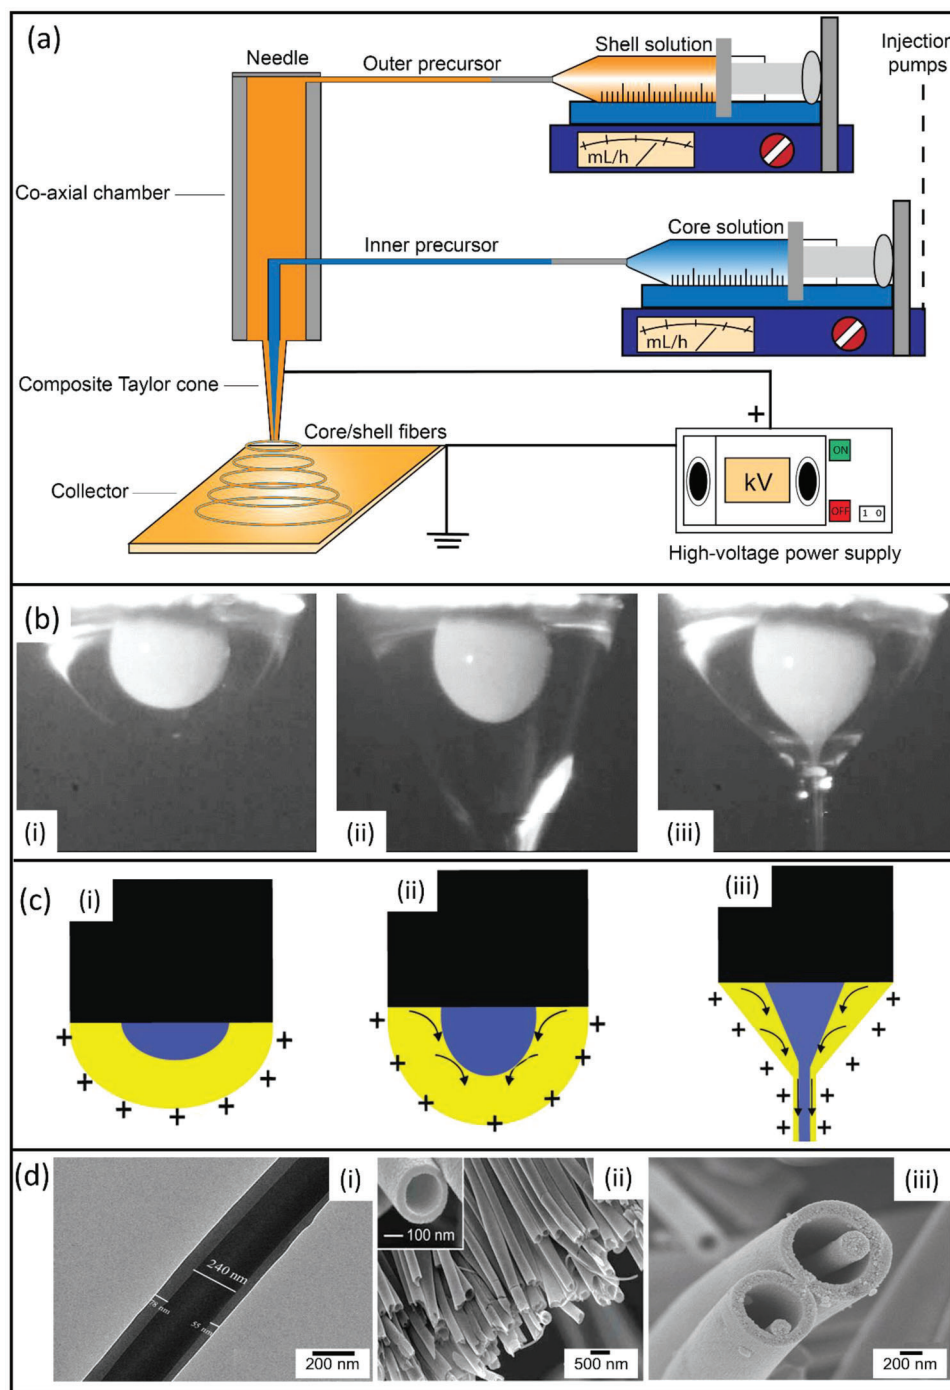 (a)
Needle
Outer precursor
Shell solution
Injection
pumps
mL/h
Co-axial chamber
Inner precursor
Core solution
mL/h
Composite Taylor cone
+
Core/shell fibers
ON
kV
Collector
OFF
1 0
High-voltage power supply
(b)
(i)
(ii)
(iii)
(c)
(i)
(ii)
(iii)
+ + + + + + +
+ + + + + + +
+ + + + + + + +
(d)
(i)
240 nm
78 nm
55 nm
200 nm
(ii)
100 nm
500 nm
(iii)
200 nm